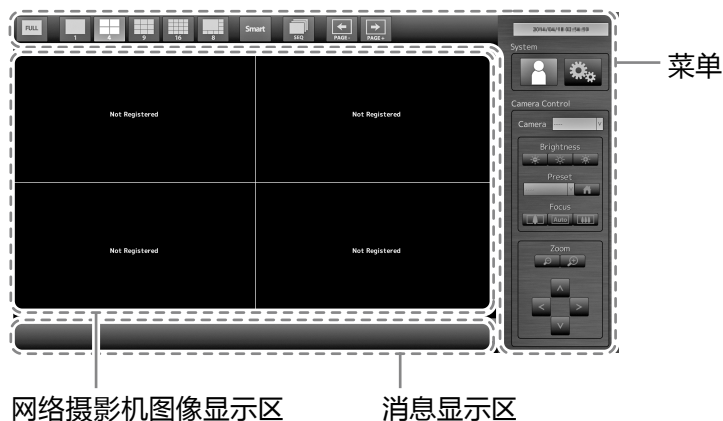 FULL
1
4
9
16
8
Smart
SEQ
PAGE-
PAGE+
System
菜单
Camera Control
Camera
Not Registered
Not Registered
Brightness
Preset
Focus
Auto
Not Registered
Not Registered
Zoom
网络摄影机图像显示区
消息显示区